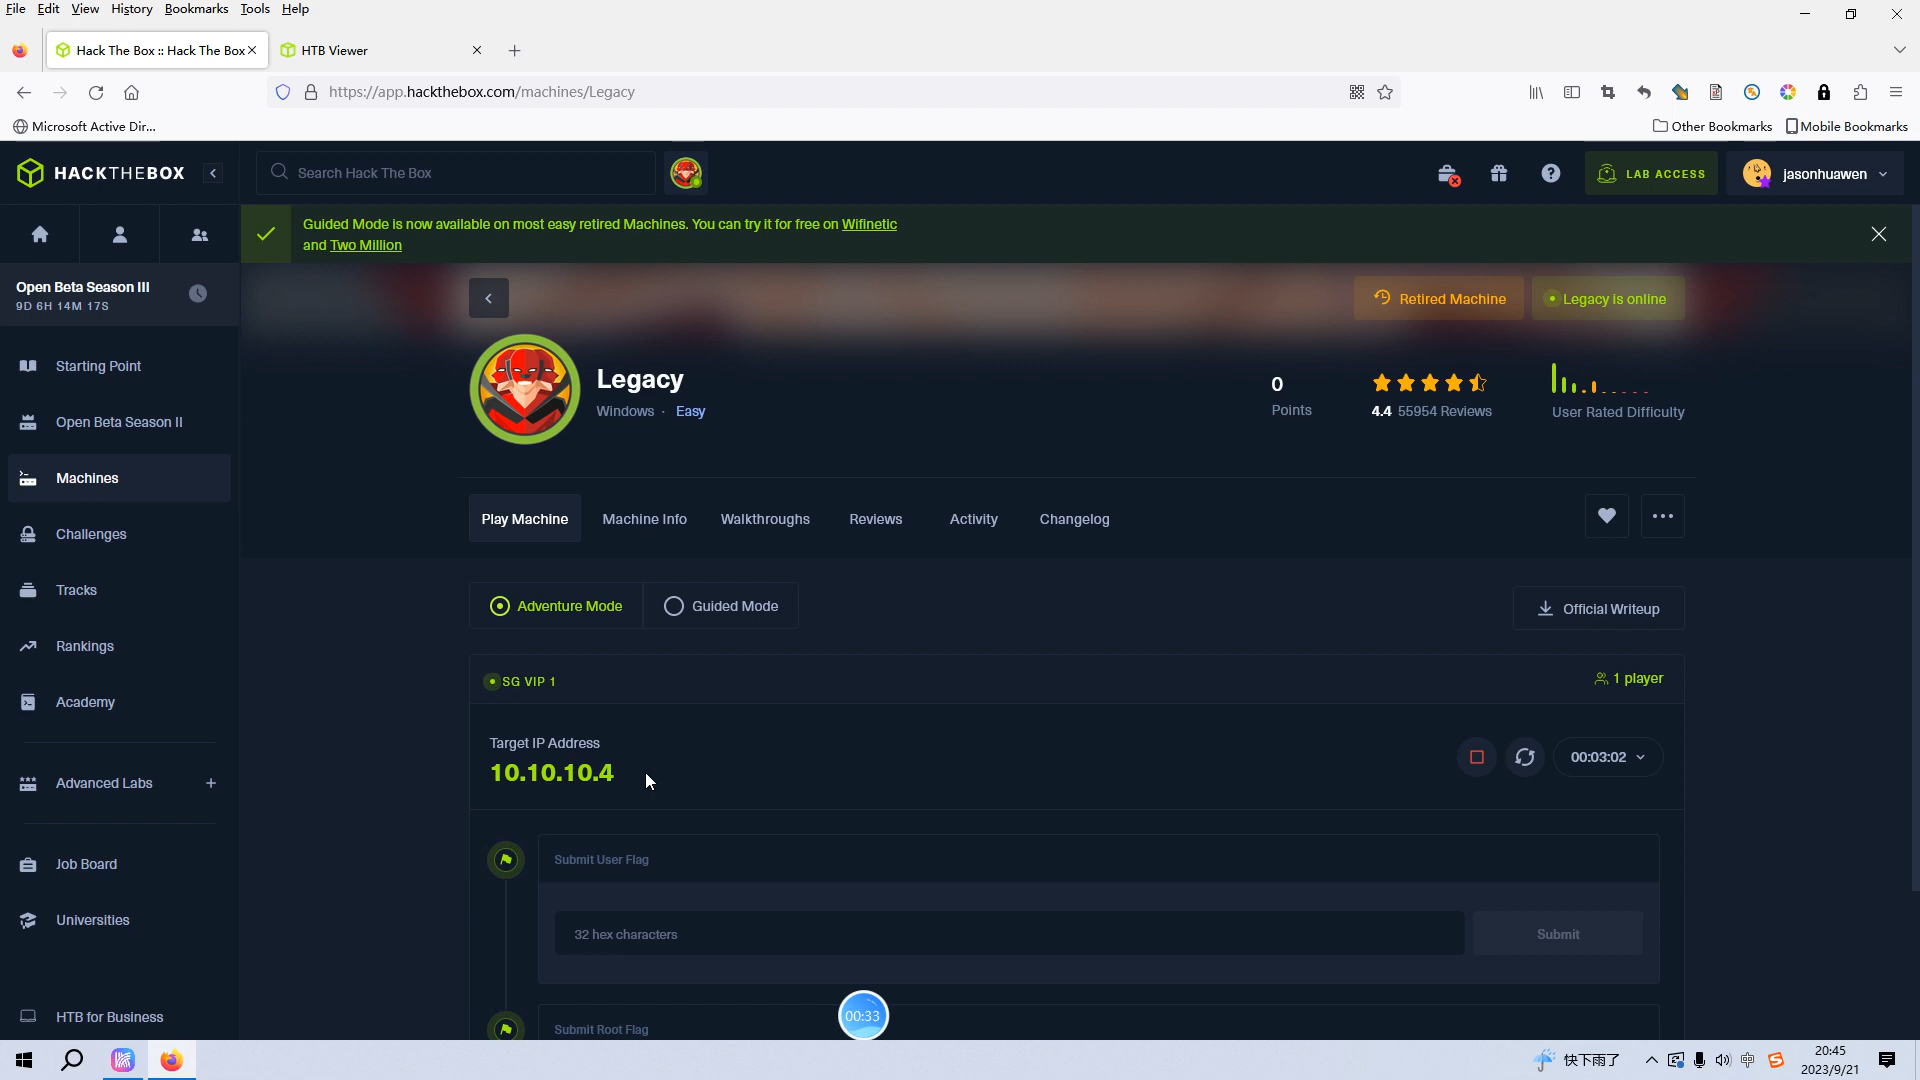 File Edit View History Bookmarks Tools Help
Hack The Box :: Hack The Box
HTB Viewer
https://app.hackthebox.com/machines/Legacy
Microsoft Active Dir...
Other Bookmarks
Mobile Bookmarks
HACKTHEBOX
Search Hack The Box
LAB ACCESS
jasonhuawen
Guided Mode is now available on most easy retired Machines. You can try it for free on Wifinetic
and Two Million
Open Beta Season III
9D 6H 14M 17S
Retired Machine
Legacy is online
Starting Point
Open Beta Season II
Machines
Challenges
Tracks
Rankings
Academy
Advanced Labs +
Job Board
Universities
HTB for Business
Legacy
Windows · Easy
0
Points
4.4 55954 Reviews
User Rated Difficulty
Play Machine Machine Info Walkthroughs Reviews Activity Changelog
Adventure Mode
Guided Mode
Official Writeup
SG VIP 1
1 player
Target IP Address
10.10.10.4
00:03:02
Submit User Flag
32 hex characters
Submit
00:33
Submit Root Flag
快下雨了
中
20:45
2023/9/21